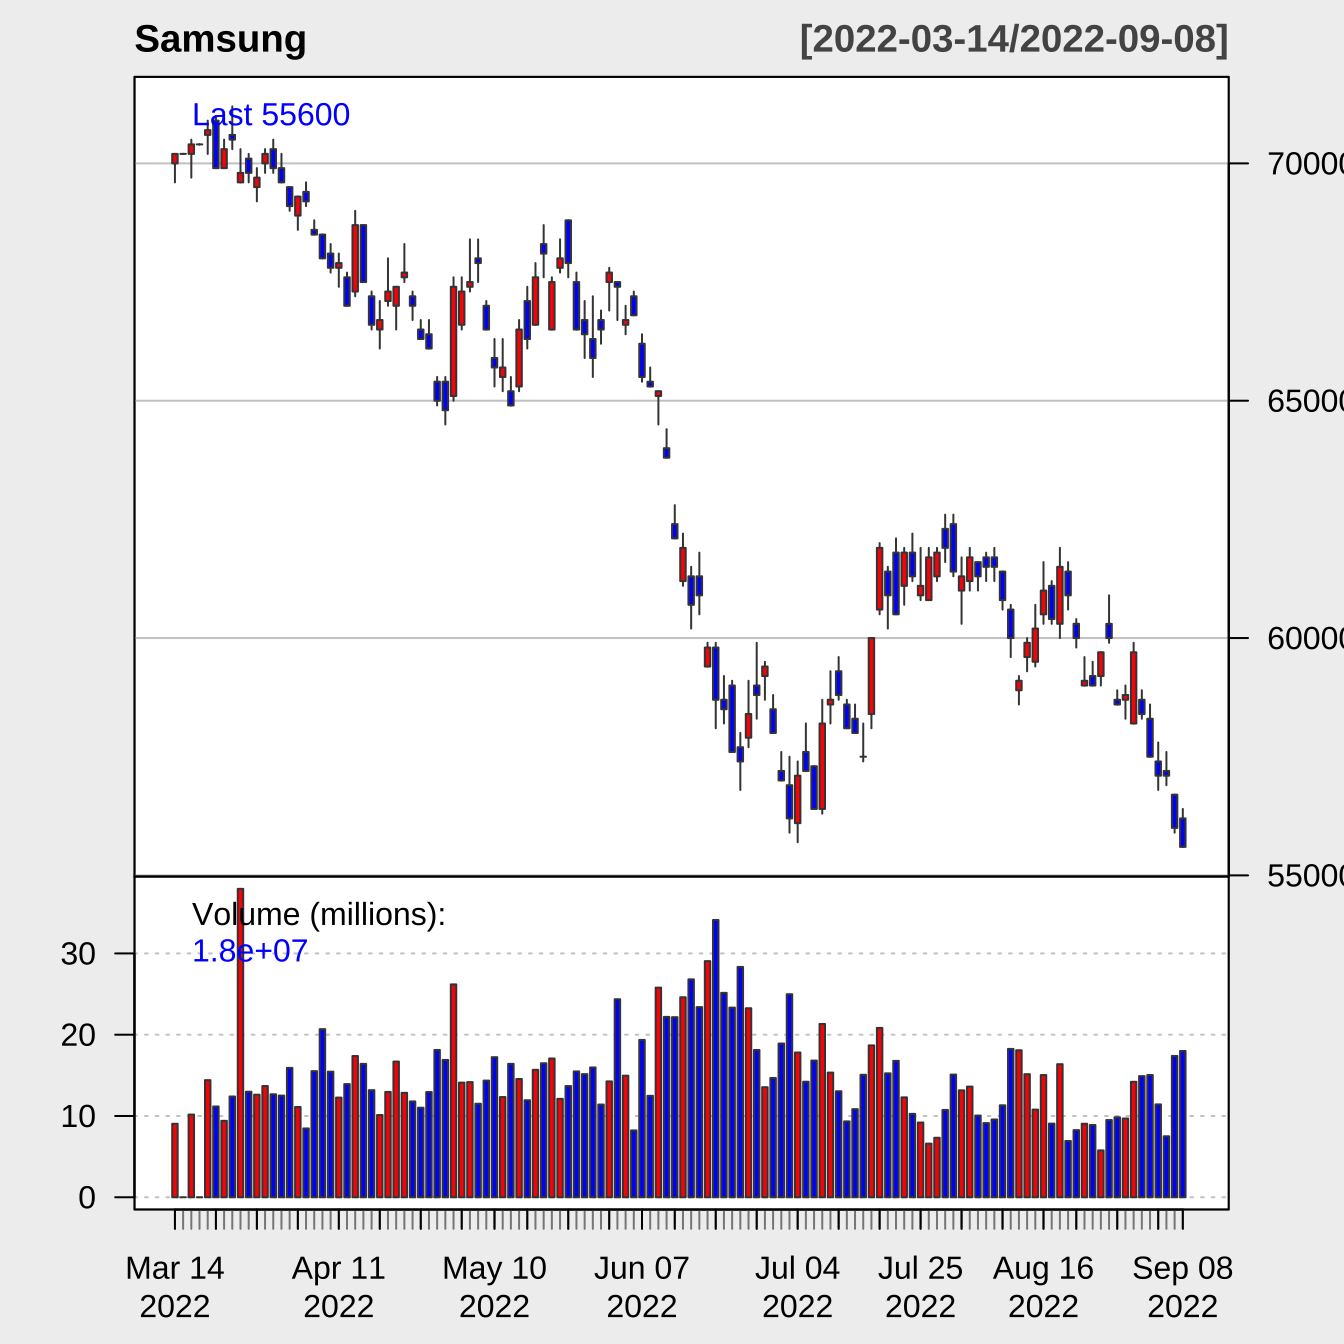 Samsung [2022-03-14/2022-09-08]
Last 55600
70000
65000
60000
55000
Volume (millions):
1.8e+07
30
20
10
0
Mar 14 Apr 11 May 10 Jun 07 Jul 04 Jul 25 Aug 16 Sep 08
2022 2022 2022 2022 2022 2022 2022 2022